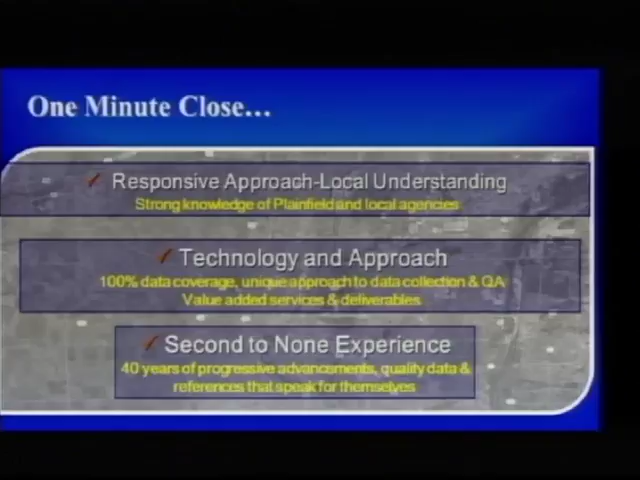 One Minute Close...
✓ Responsive Approach-Local Understanding
Strong knowledge of Plainfield and local agencies
✓ Technology and Approach
100% data coverage, unique approach to data collection & QA
Value added services & deliverables
✓ Second to None Experience
40 years of progressive advancements, quality data &
references that speak for themselves